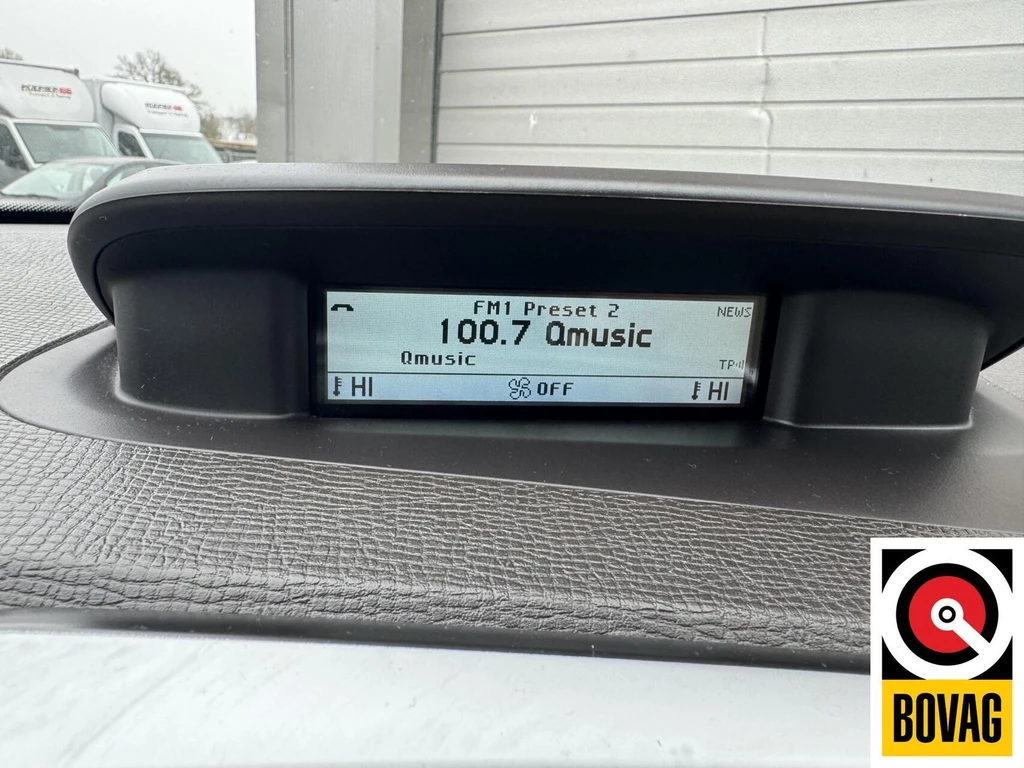 FM1 Preset 2
NEWS
100.7 Qmusic
Qmusic
TP
HI
OFF
HI
BOVAG